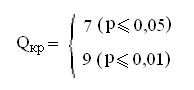 Qкр = { 7 (p⩽0,05)
9 (p⩽0,01)